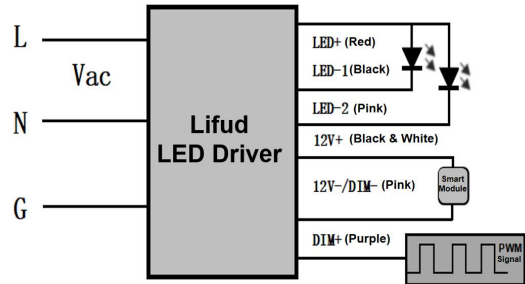 L
Vac
N
G
Lifud
LED Driver
LED+ (Red)
LED-1(Black)
LED-2 (Pink)
12V+ (Black & White)
12V-/DIM- (Pink)
DIM+ (Purple)
Smart
Module
PWM
Signal